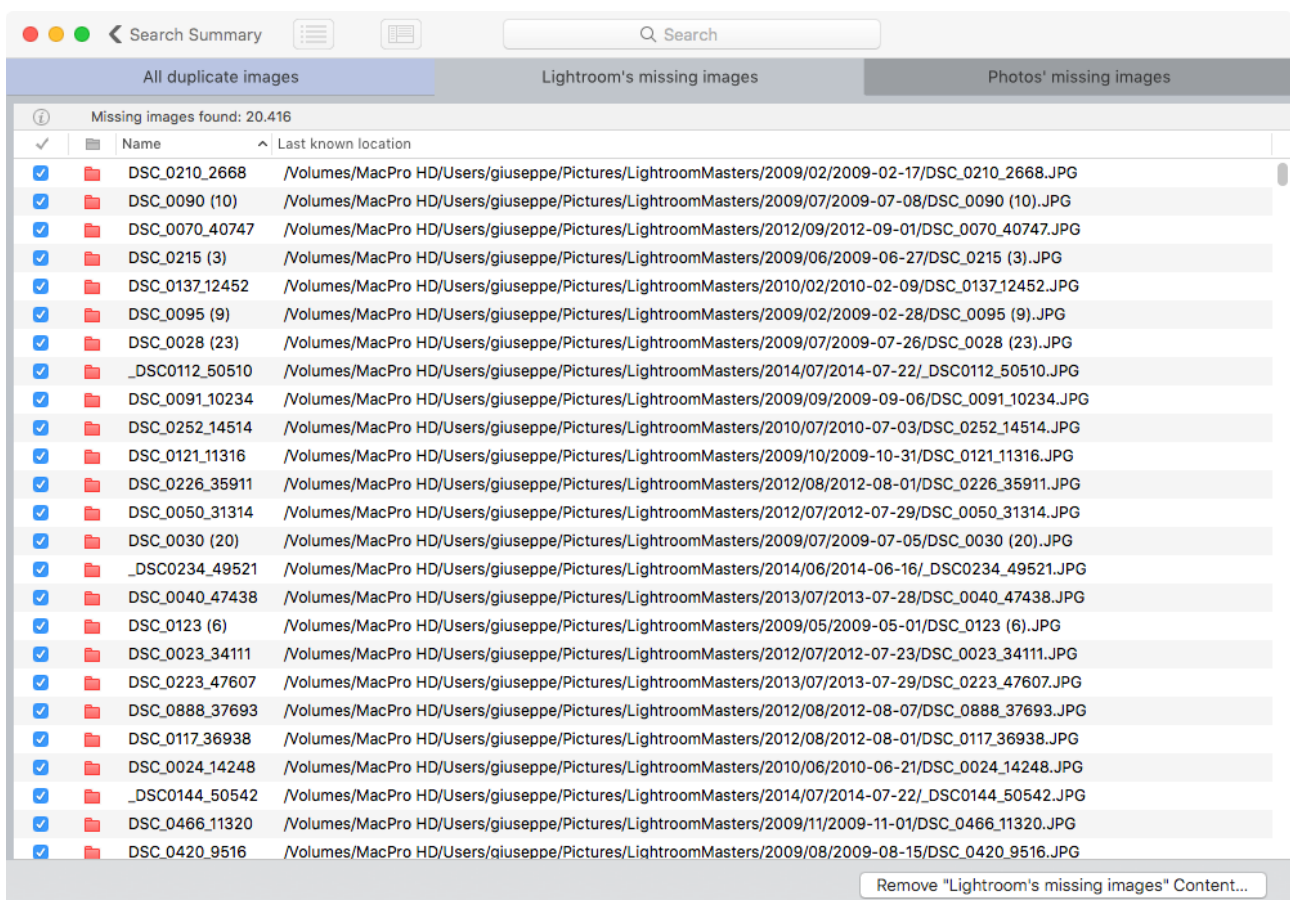 Search Summary
Search
All duplicate images Lightroom's missing images Photos' missing images
Missing images found: 20.416
Name Last known location
DSC_0210_2668 /Volumes/MacPro HD/Users/giuseppe/Pictures/LightroomMasters/2009/02/2009-02-17/DSC_0210_2668.JPG
DSC_0090 (10) /Volumes/MacPro HD/Users/giuseppe/Pictures/LightroomMasters/2009/07/2009-07-08/DSC_0090 (10).JPG
DSC_0070_40747 /Volumes/MacPro HD/Users/giuseppe/Pictures/LightroomMasters/2012/09/2012-09-01/DSC_0070_40747.JPG
DSC_0215 (3) /Volumes/MacPro HD/Users/giuseppe/Pictures/LightroomMasters/2009/06/2009-06-27/DSC_0215 (3).JPG
DSC_0137_12452 /Volumes/MacPro HD/Users/giuseppe/Pictures/LightroomMasters/2010/02/2010-02-09/DSC_0137_12452.JPG
DSC_0095 (9) /Volumes/MacPro HD/Users/giuseppe/Pictures/LightroomMasters/2009/02/2009-02-28/DSC_0095 (9).JPG
DSC_0028 (23) /Volumes/MacPro HD/Users/giuseppe/Pictures/LightroomMasters/2009/07/2009-07-26/DSC_0028 (23).JPG
_DSC0112_50510 /Volumes/MacPro HD/Users/giuseppe/Pictures/LightroomMasters/2014/07/2014-07-22/_DSC0112_50510.JPG
DSC_0091_10234 /Volumes/MacPro HD/Users/giuseppe/Pictures/LightroomMasters/2009/09/2009-09-06/DSC_0091_10234.JPG
DSC_0252_14514 /Volumes/MacPro HD/Users/giuseppe/Pictures/LightroomMasters/2010/07/2010-07-03/DSC_0252_14514.JPG
DSC_0121_11316 /Volumes/MacPro HD/Users/giuseppe/Pictures/LightroomMasters/2009/10/2009-10-31/DSC_0121_11316.JPG
DSC_0226_35911 /Volumes/MacPro HD/Users/giuseppe/Pictures/LightroomMasters/2012/08/2012-08-01/DSC_0226_35911.JPG
DSC_0050_31314 /Volumes/MacPro HD/Users/giuseppe/Pictures/LightroomMasters/2012/07/2012-07-29/DSC_0050_31314.JPG
DSC_0030 (20) /Volumes/MacPro HD/Users/giuseppe/Pictures/LightroomMasters/2009/07/2009-07-05/DSC_0030 (20).JPG
_DSC0234_49521 /Volumes/MacPro HD/Users/giuseppe/Pictures/LightroomMasters/2014/06/2014-06-16/_DSC0234_49521.JPG
DSC_0040_47438 /Volumes/MacPro HD/Users/giuseppe/Pictures/LightroomMasters/2013/07/2013-07-28/DSC_0040_47438.JPG
DSC_0123 (6) /Volumes/MacPro HD/Users/giuseppe/Pictures/LightroomMasters/2009/05/2009-05-01/DSC_0123 (6).JPG
DSC_0023_34111 /Volumes/MacPro HD/Users/giuseppe/Pictures/LightroomMasters/2012/07/2012-07-23/DSC_0023_34111.JPG
DSC_0223_47607 /Volumes/MacPro HD/Users/giuseppe/Pictures/LightroomMasters/2013/07/2013-07-29/DSC_0223_47607.JPG
DSC_0888_37693 /Volumes/MacPro HD/Users/giuseppe/Pictures/LightroomMasters/2012/08/2012-08-07/DSC_0888_37693.JPG
DSC_0117_36938 /Volumes/MacPro HD/Users/giuseppe/Pictures/LightroomMasters/2012/08/2012-08-01/DSC_0117_36938.JPG
DSC_0024_14248 /Volumes/MacPro HD/Users/giuseppe/Pictures/LightroomMasters/2010/06/2010-06-21/DSC_0024_14248.JPG
_DSC0144_50542 /Volumes/MacPro HD/Users/giuseppe/Pictures/LightroomMasters/2014/07/2014-07-22/_DSC0144_50542.JPG
DSC_0466_11320 /Volumes/MacPro HD/Users/giuseppe/Pictures/LightroomMasters/2009/11/2009-11-01/DSC_0466_11320.JPG
DSC_0420_9516 /Volumes/MacPro HD/Users/giuseppe/Pictures/LightroomMasters/2009/08/2009-08-15/DSC_0420_9516.JPG
Remove "Lightroom's missing images" Content...